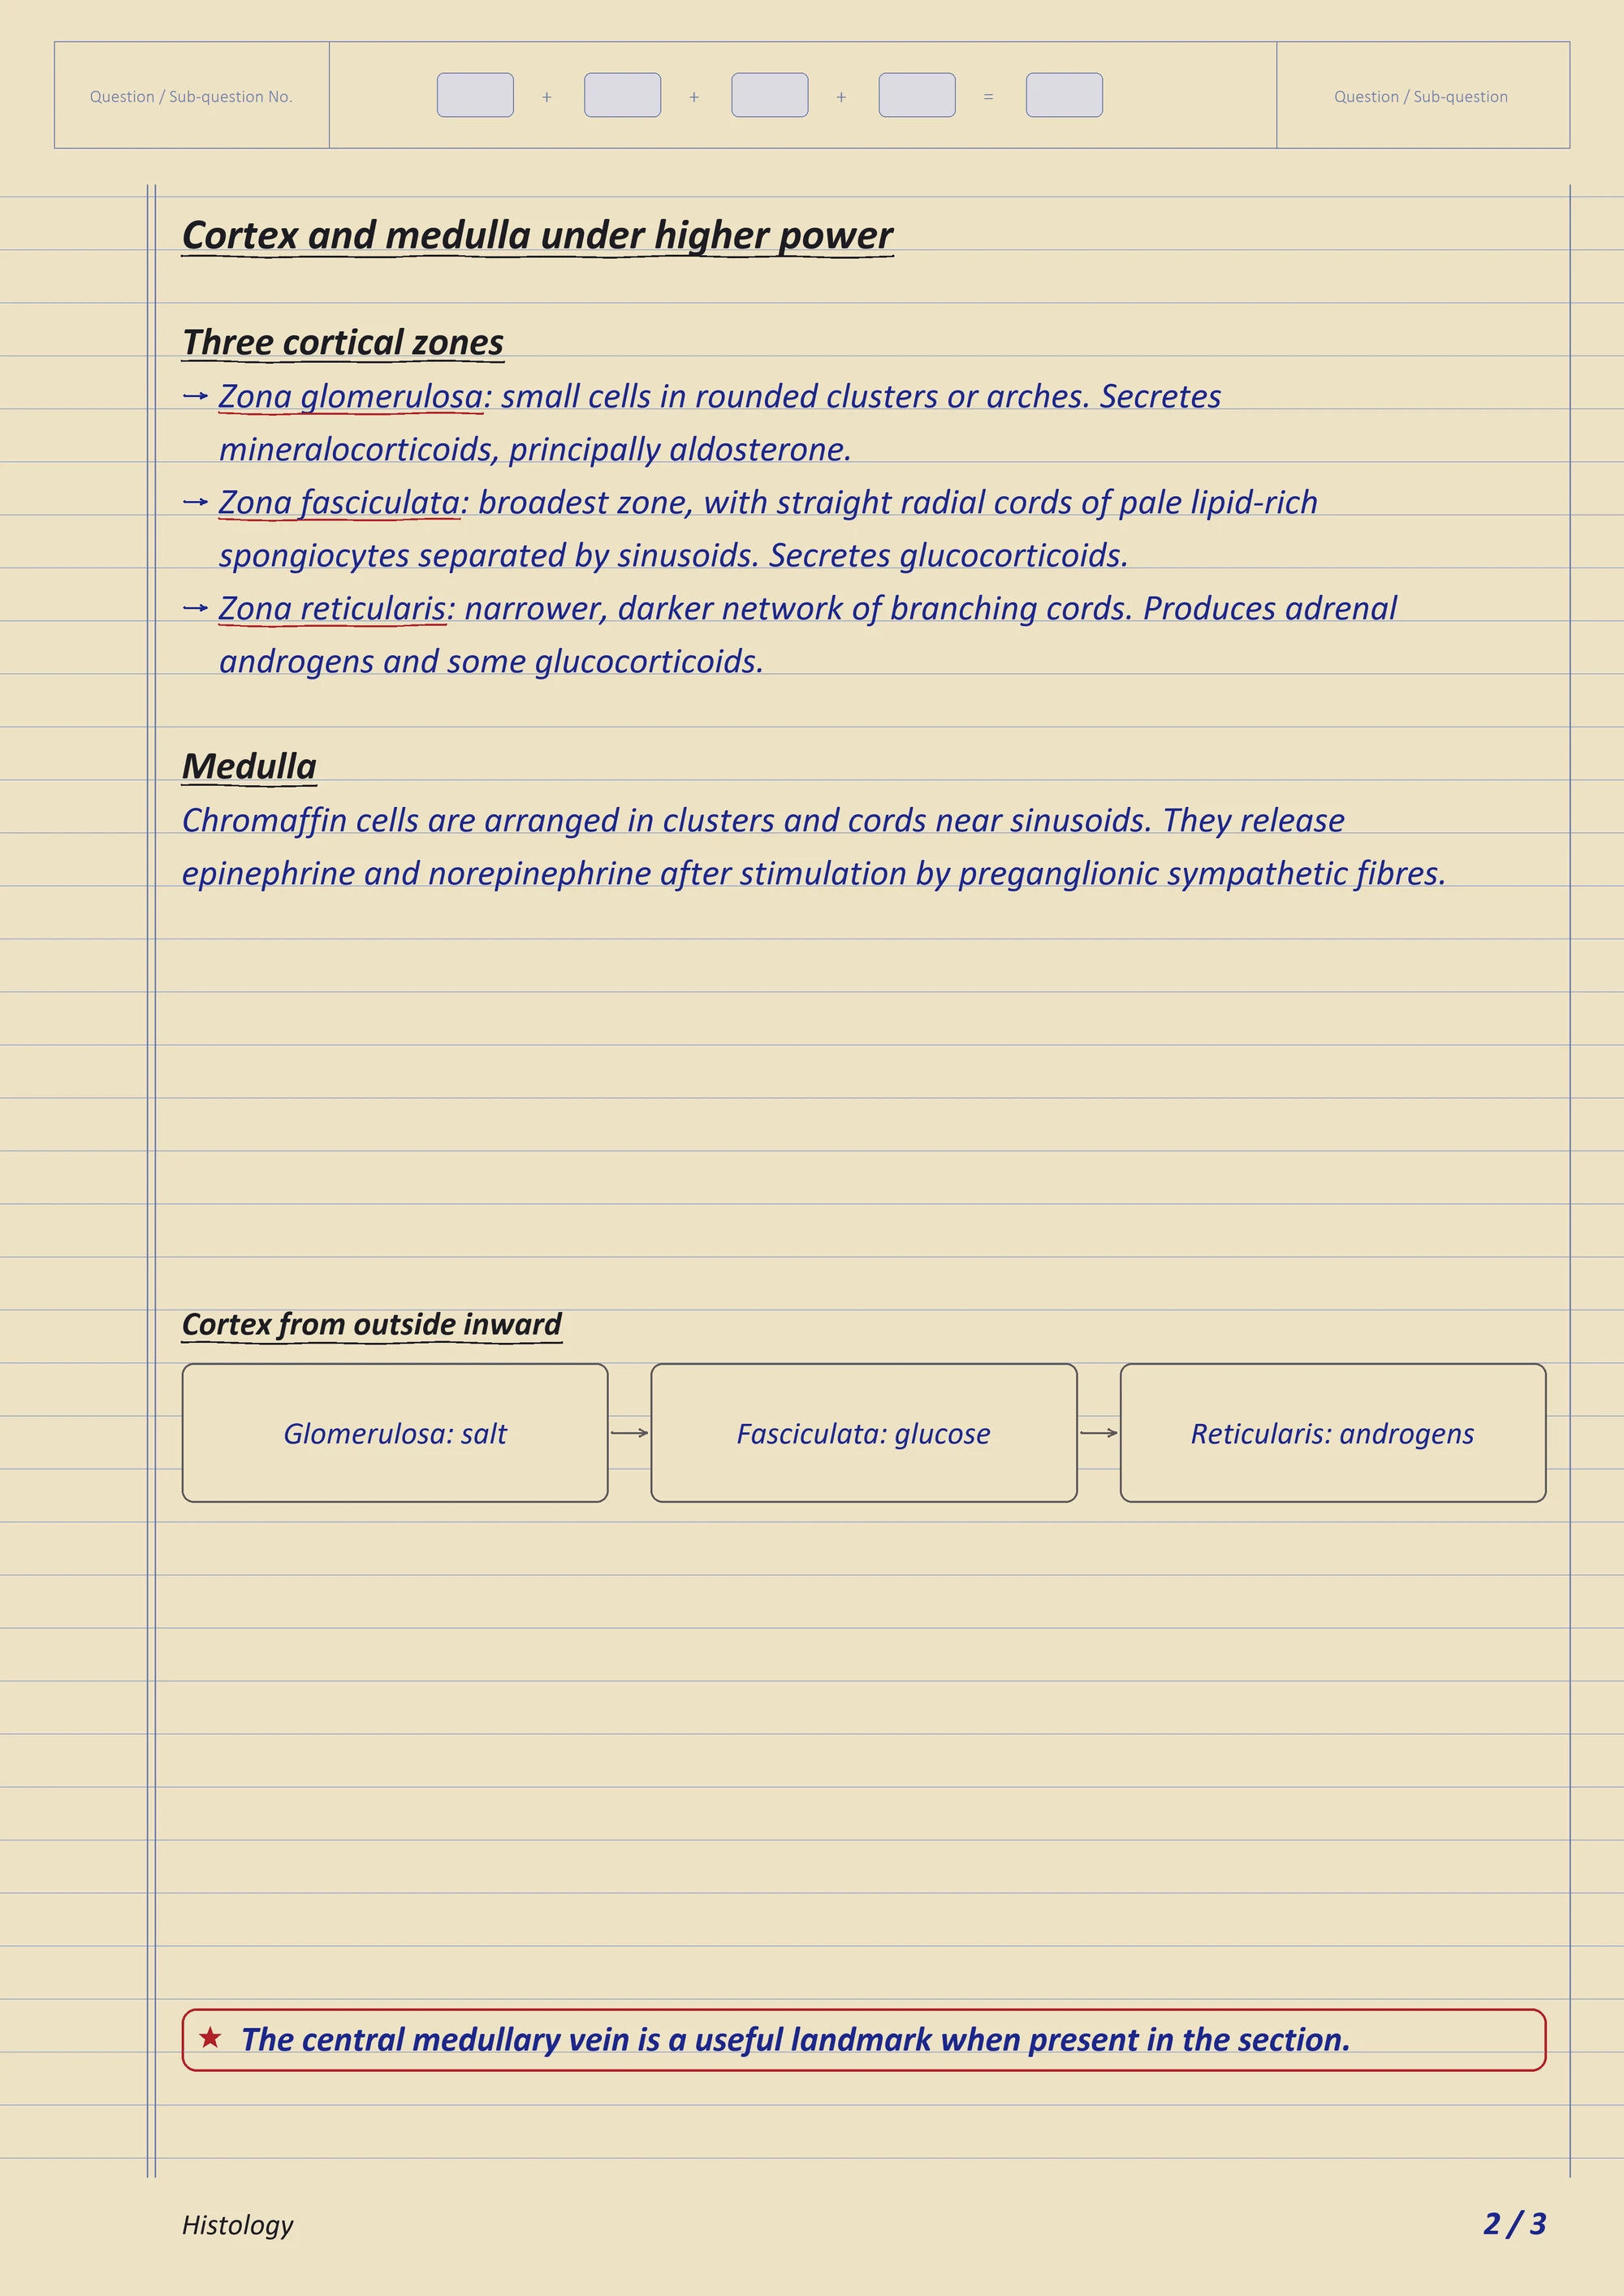 Question / Sub-question No.
+ + + =
Question / Sub-question
Cortex and medulla under higher power
Three cortical zones
→ Zona glomerulosa: small cells in rounded clusters or arches. Secretes
mineralocorticoids, principally aldosterone.
→ Zona fasciculata: broadest zone, with straight radial cords of pale lipid-rich
spongiocytes separated by sinusoids. Secretes glucocorticoids.
→ Zona reticularis: narrower, darker network of branching cords. Produces adrenal
androgens and some glucocorticoids.
Medulla
Chromaffin cells are arranged in clusters and cords near sinusoids. They release
epinephrine and norepinephrine after stimulation by preganglionic sympathetic fibres.
Cortex from outside inward
Glomerulosa: salt → Fasciculata: glucose → Reticularis: androgens
★ The central medullary vein is a useful landmark when present in the section.
Histology
2 / 3